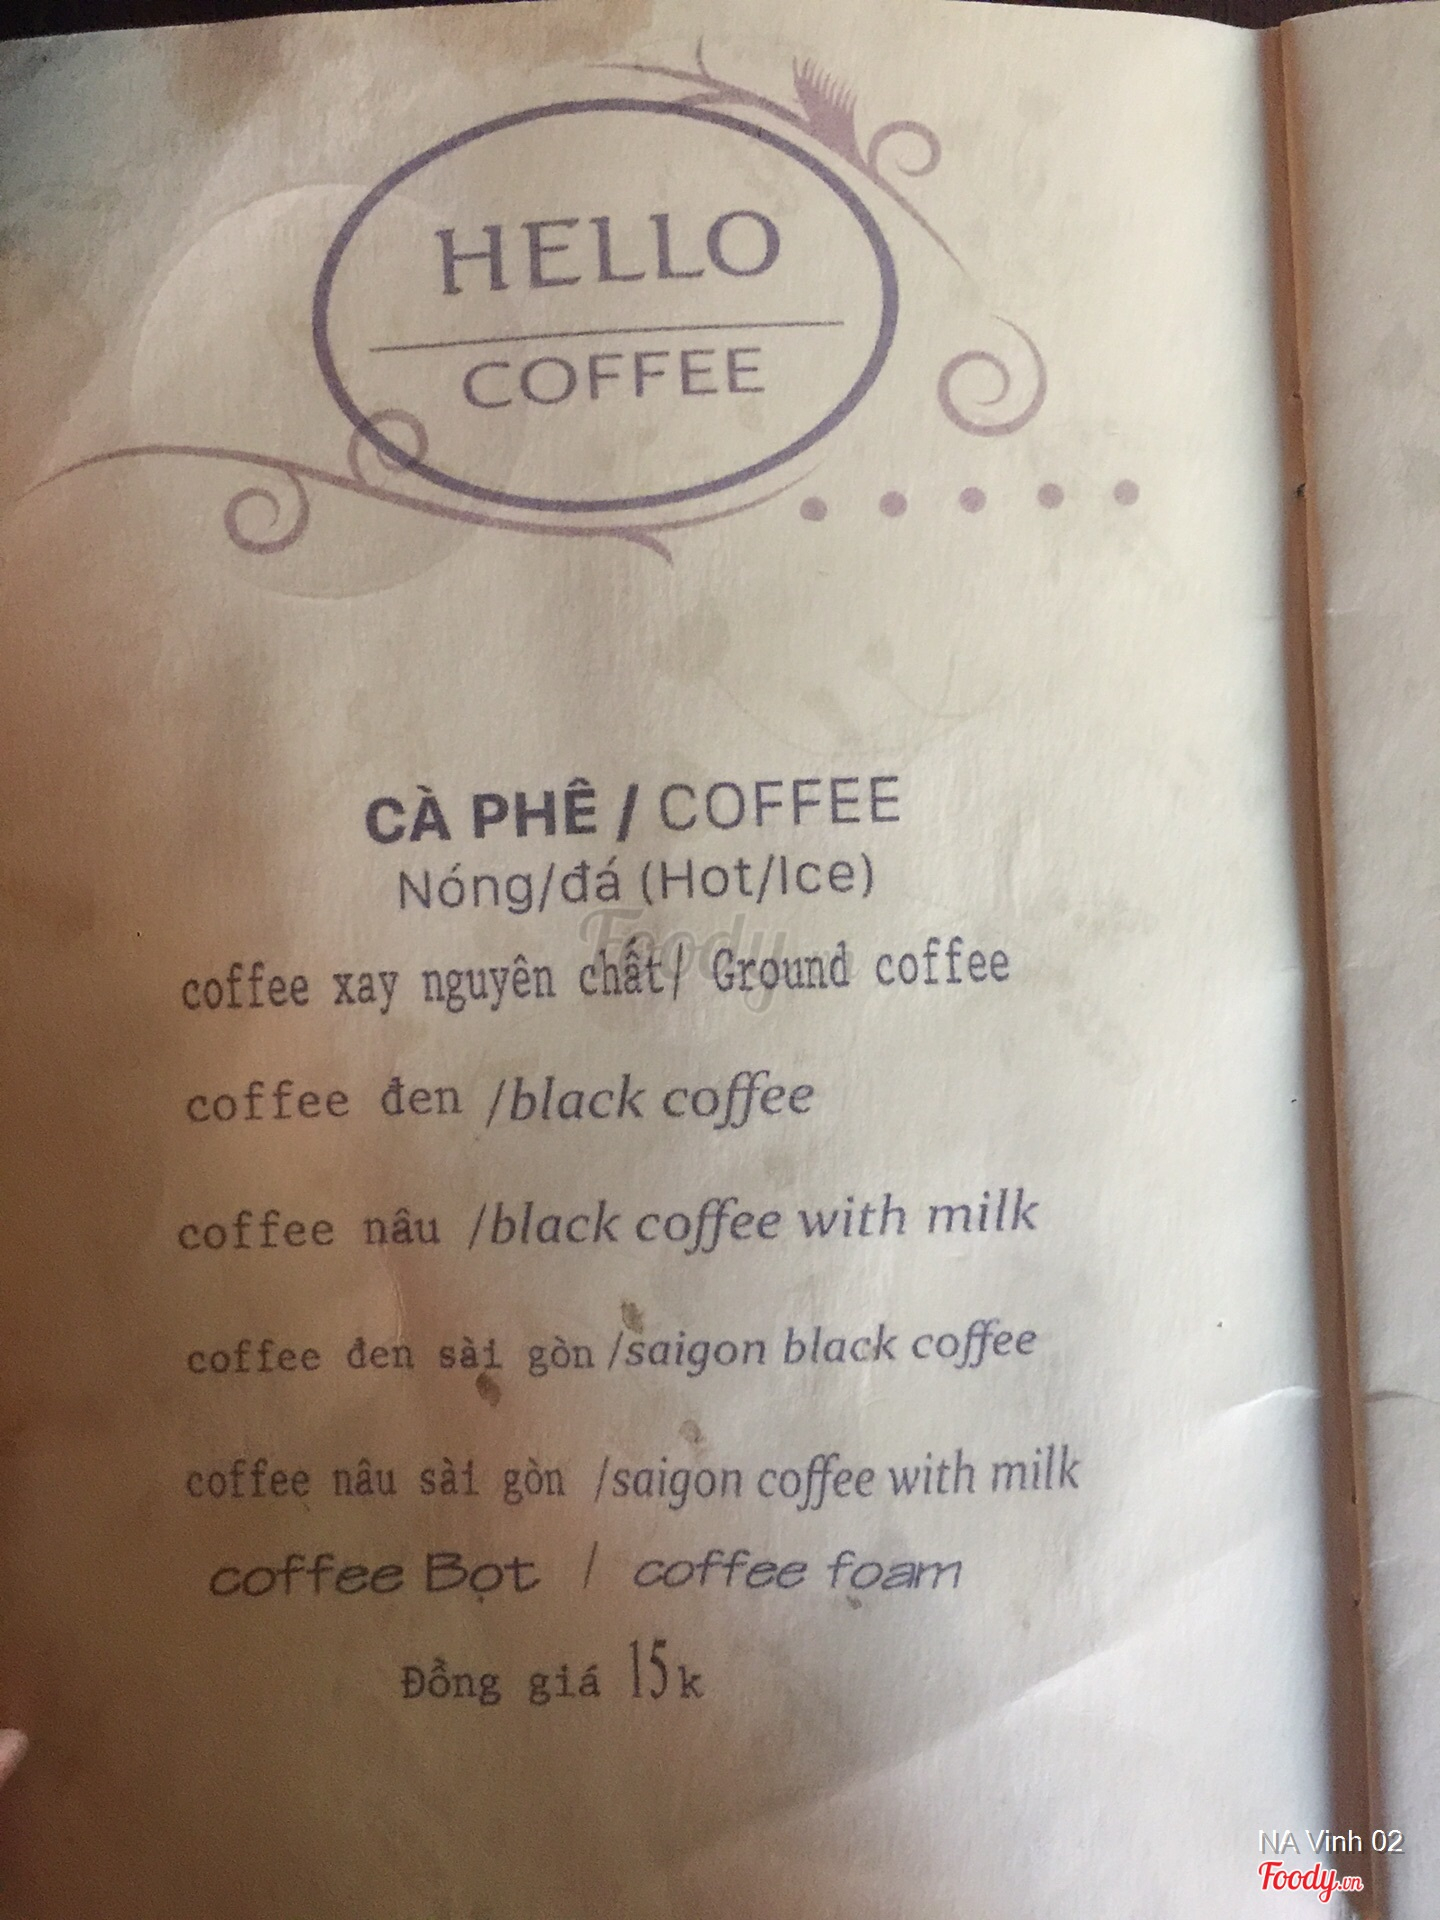 HELLO
COFFEE
CÀ PHÊ / COFFEE
Nóng/đá (Hot/Ice)
Foody
coffee xay nguyên chất/ Ground coffee
coffee đen /black coffee
coffee nâu /black coffee with milk
coffee đen sài gòn /saigon black coffee
coffee nâu sài gòn /saigon coffee with milk
coffee Bọt / coffee foam
Đồng giá 15k
NA Vinh 02
Foody.vn